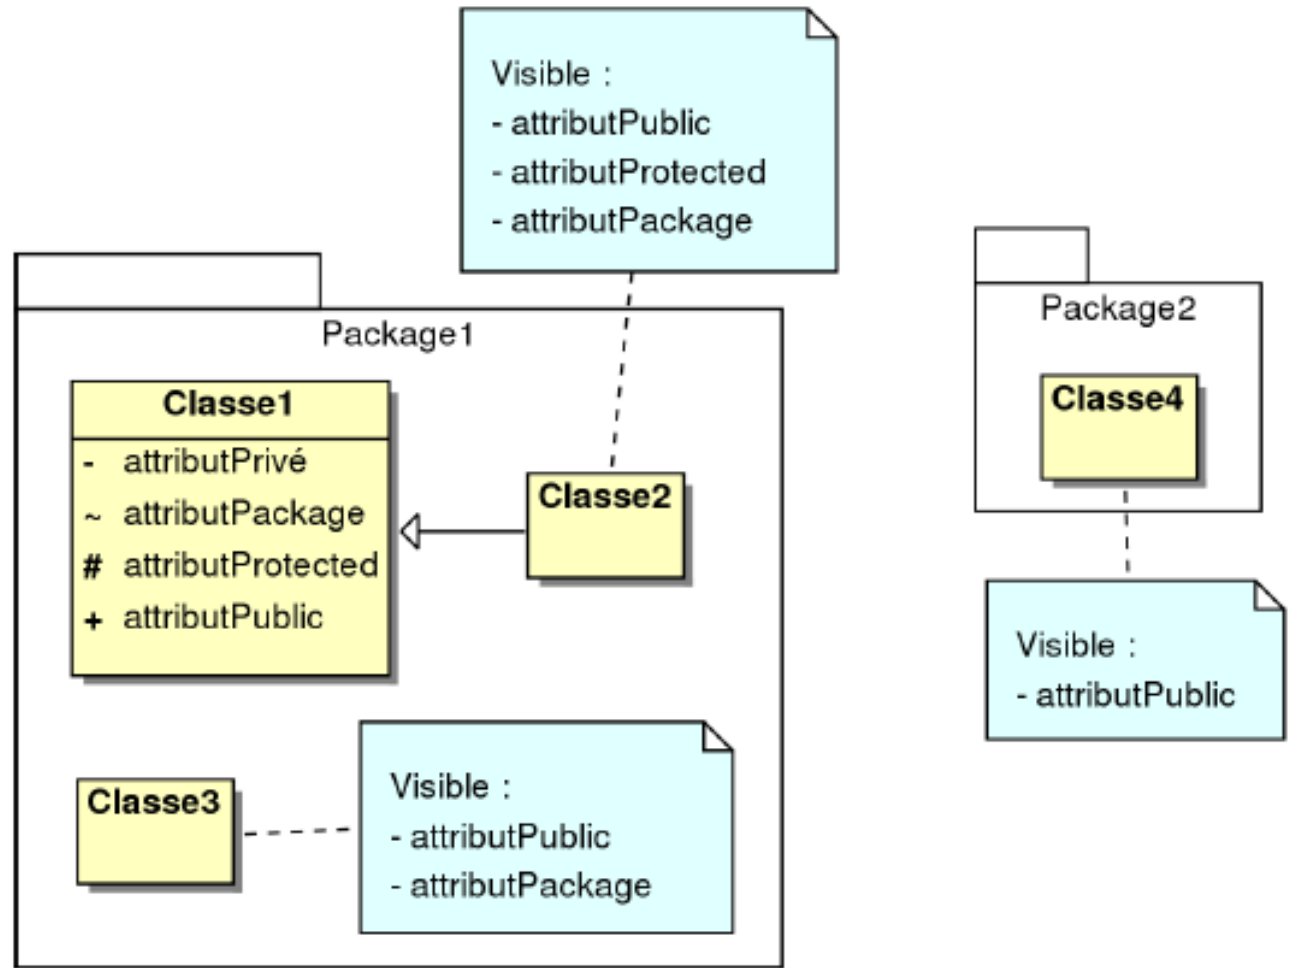 Visible :
- attributPublic
- attributProtected
- attributPackage
Package1
Classe1
- attributPrivé
~ attributPackage
# attributProtected
+ attributPublic
Classe2
Classe3
Visible :
- attributPublic
- attributPackage
Package2
Classe4
Visible :
- attributPublic